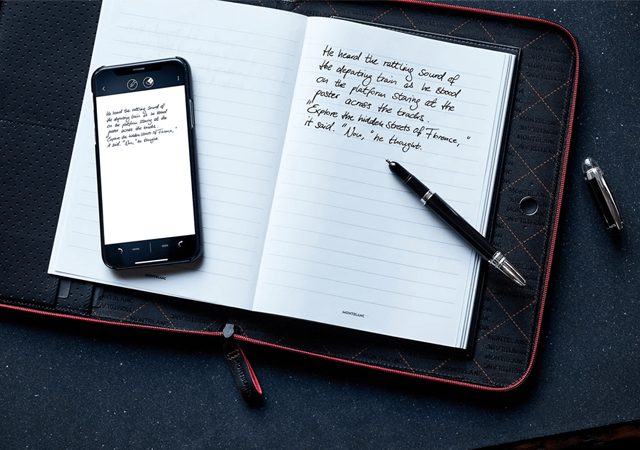 He heard the rattling sound of
the departing train as he stood
on the platform staring at the
poster across the tracks.
"Explore the hidden streets of Florence,"
it said. "Nice," he thought.
MONTBLANC
He heard the rattling sound of
the departing train as he stood
on the platform staring at the
poster across the tracks.
"Explore the hidden streets of Florence,"
it said. "Nice," he thought.